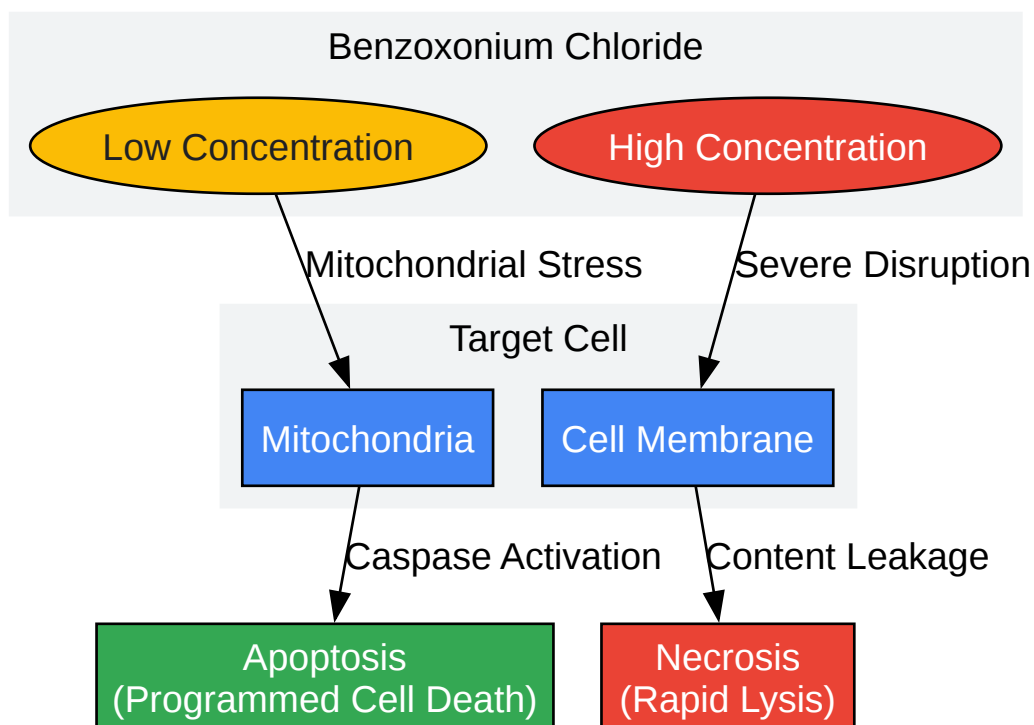 Benzoxonium Chloride
Low Concentration
High Concentration
Mitochondrial Stress
Severe Disruption
Target Cell
Mitochondria
Cell Membrane
Caspase Activation
Content Leakage
Apoptosis
(Programmed Cell Death)
Necrosis
(Rapid Lysis)